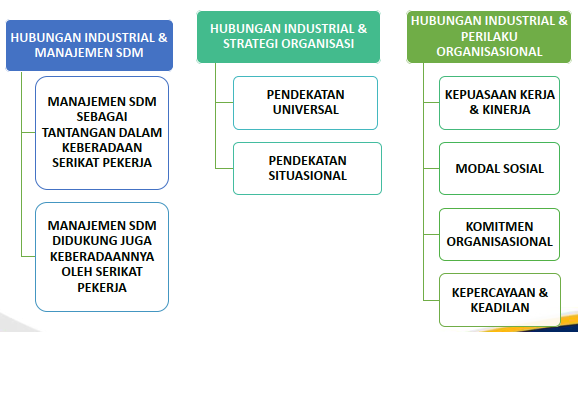 HUBUNGAN INDUSTRIAL &
MANAJEMEN SDM
MANAJEMEN SDM
SEBAGAI
TANTANGAN DALAM
KEBERADAAN
SERIKAT PEKERJA
MANAJEMEN SDM
DIDUKUNG JUGA
KEBERADAANNYA
OLEH SERIKAT
PEKERJA
HUBUNGAN INDUSTRIAL &
STRATEGI ORGANISASI
PENDEKATAN
UNIVERSAL
PENDEKATAN
SITUASIONAL
HUBUNGAN INDUSTRIAL &
PERILAKU
ORGANISASIONAL
KEPUASAAN KERJA
& KINERJA
MODAL SOSIAL
KOMITMEN
ORGANISASIONAL
KEPERCAYAAN &
KEADILAN